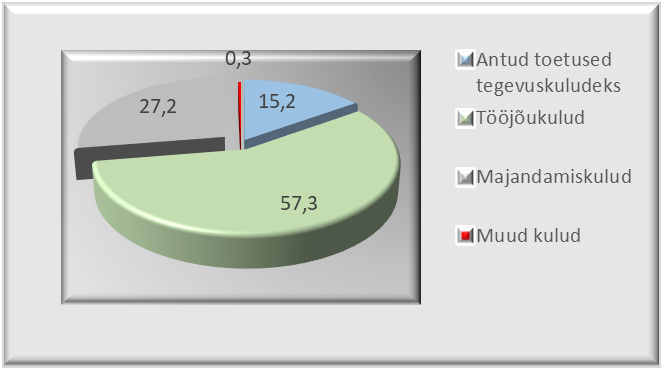 0,3
15,2
27,2
57,3
Antud toetused
tegevuskuludeks
Tööjõukulud
Majandamiskulud
Muud kulud